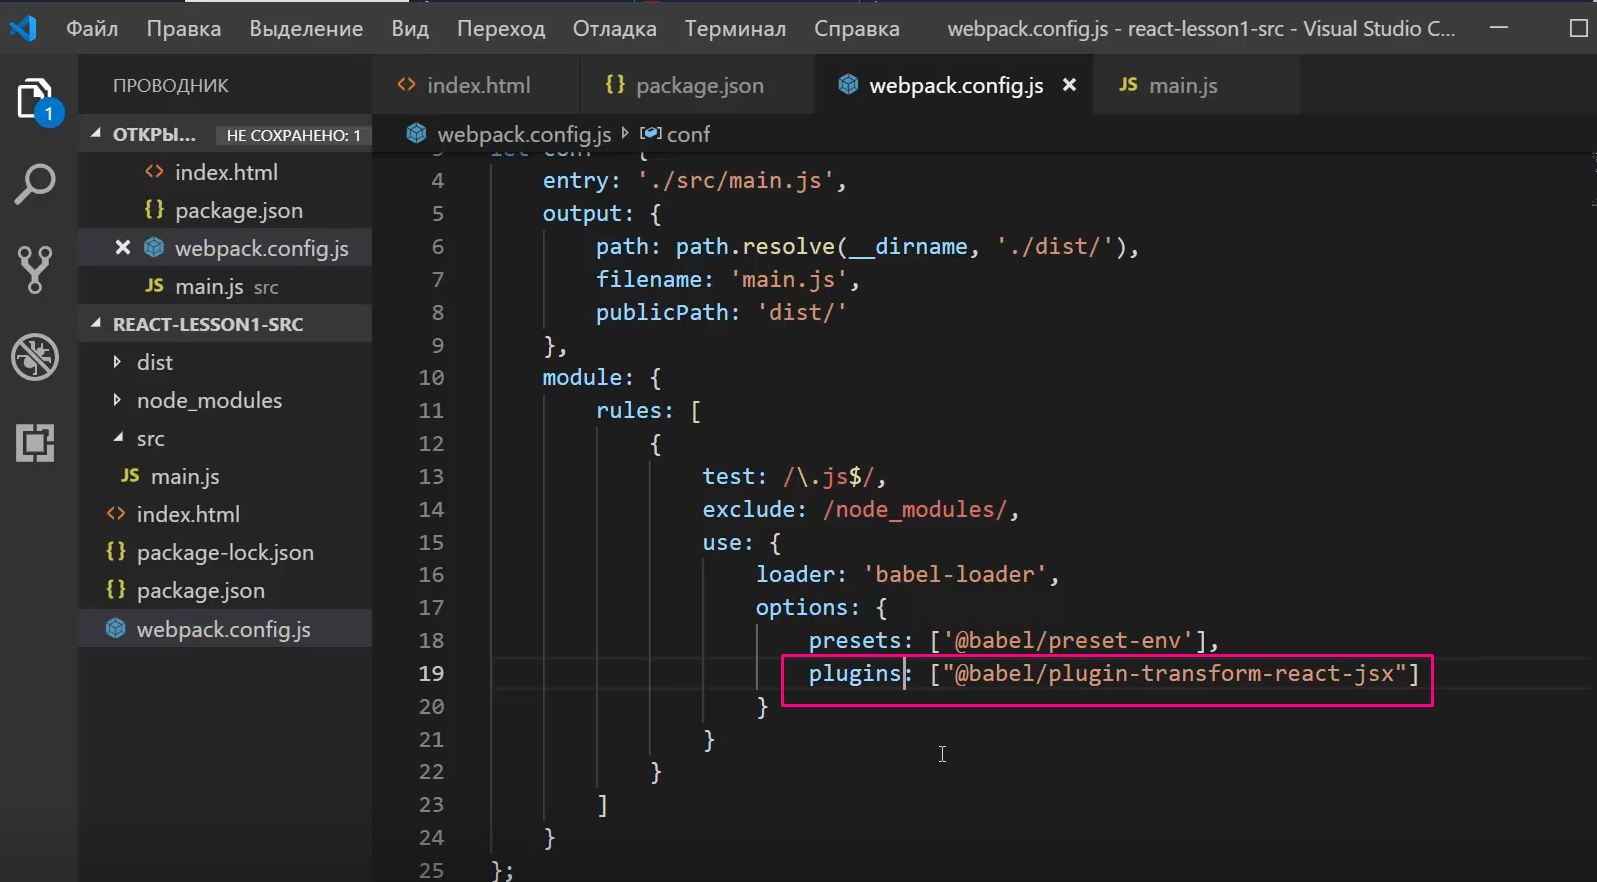 Файл Правка Выделение Вид Переход Отладка Терминал Справка webpack.config.js - react-lesson1-src - Visual Studio C...
1
ПРОВОДНИК
ОТКРЫ... НЕ СОХРАНЕНО: 1
index.html
{} package.json
webpack.config.js
JS main.js src
REACT-LESSON1-SRC
dist
node_modules
src
JS main.js
<> index.html
{} package-lock.json
{} package.json
webpack.config.js
<> index.html {} package.json webpack.config.js × JS main.js
webpack.config.js conf
4 entry: './src/main.js',
5 output: {
6 path: path.resolve(__dirname, './dist/'),
7 filename: 'main.js',
8 publicPath: 'dist/'
9 },
10 module: {
11 rules: [
12 {
13 test: /\.js$/,
14 exclude: /node_modules/,
15 use: {
16 loader: 'babel-loader',
17 options: {
18 presets: ['@babel/preset-env'],
19 plugins: ["@babel/plugin-transform-react-jsx"]
20 }
21 }
22 }
23 ]
24 }
25 };